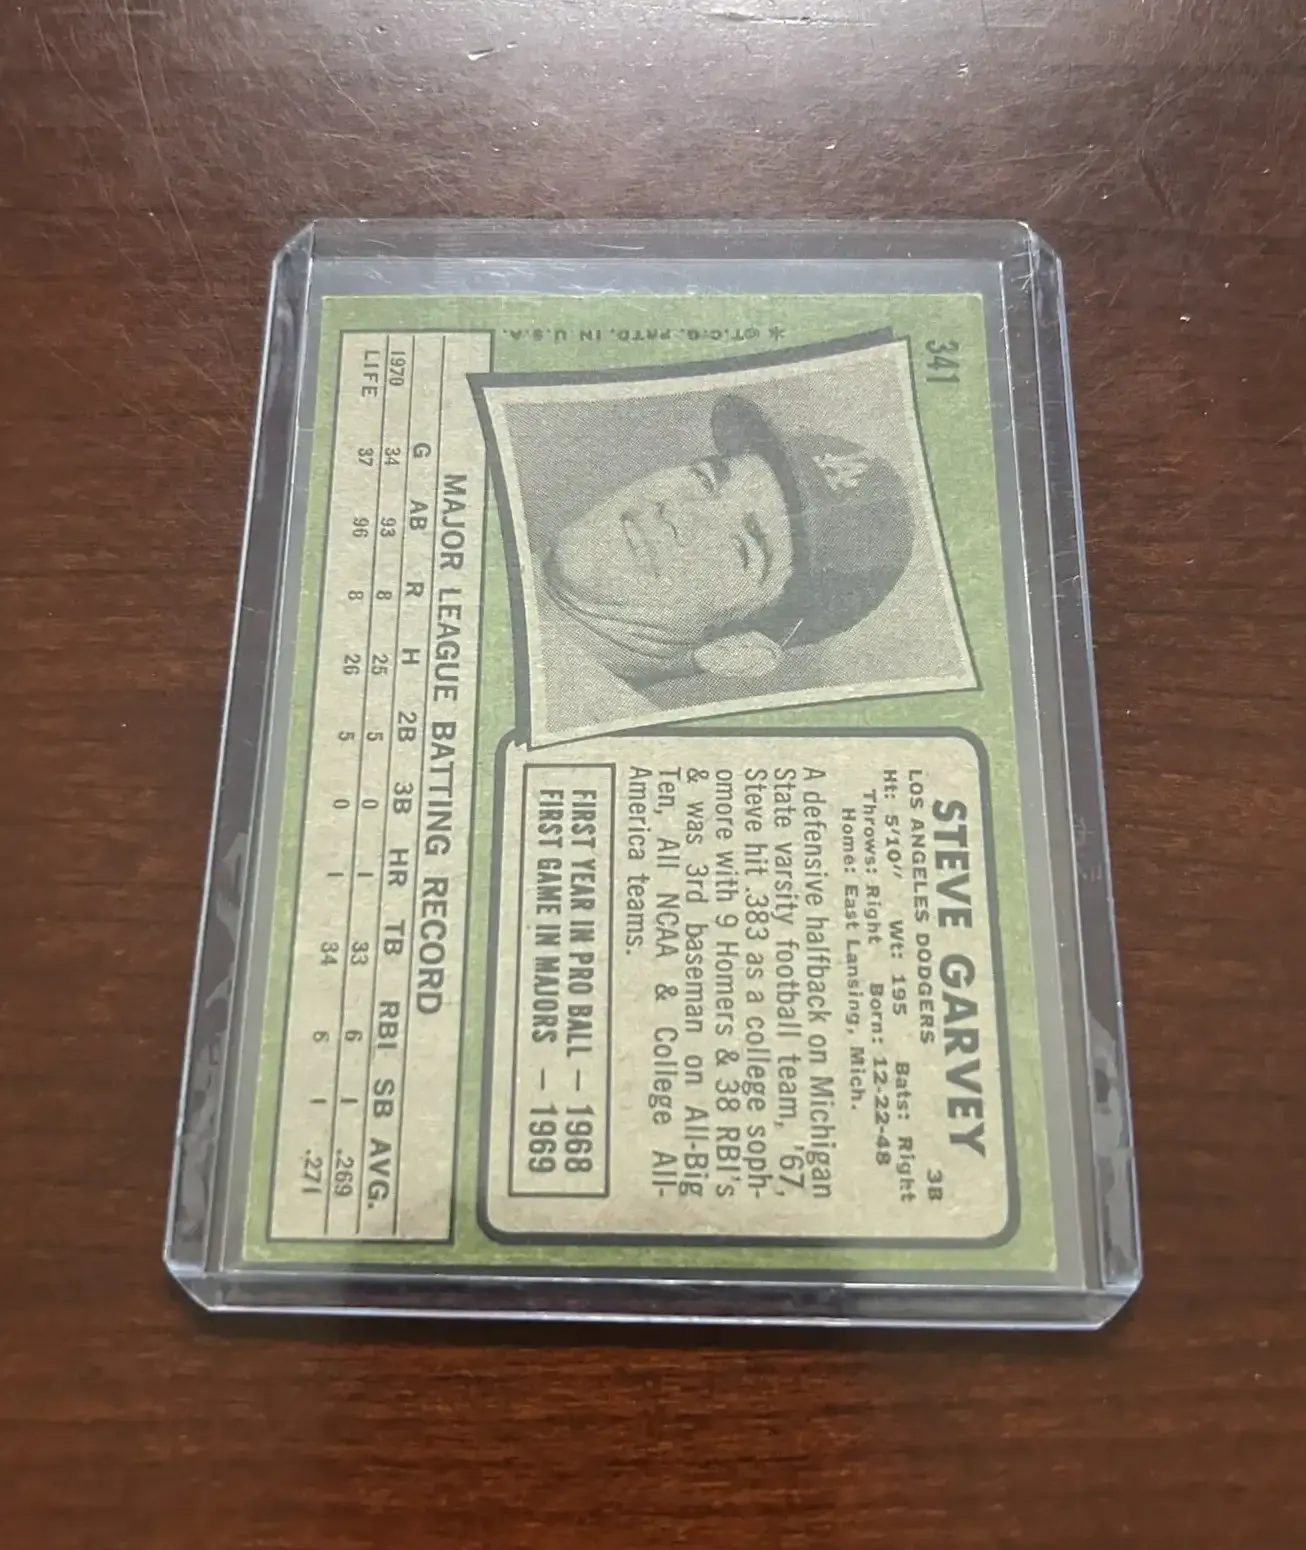 341
STEVE GARVEY
LOS ANGELES DODGERS 3B
Ht: 5'10" Wt: 195 Bats: Right
Throws: Right Born: 12-22-48
Home: East Lansing, Mich.
A defensive halfback on Michigan
State varsity football team, '67,
Steve hit .383 as a college soph-
omore with 9 Homers & 38 RBI's
& was 3rd baseman on All-Big
Ten, All NCAA & College All-
America teams.
FIRST YEAR IN PRO BALL — 1968
FIRST GAME IN MAJORS — 1969
LA
*©T.C.G. PRTD. IN U.S.A.
MAJOR LEAGUE BATTING RECORD
G AB R H 2B 3B HR TB RBI SB AVG.
1970 34 93 8 25 5 0 1 33 6 1 .269
LIFE 37 96 8 26 5 0 1 34 6 1 .271